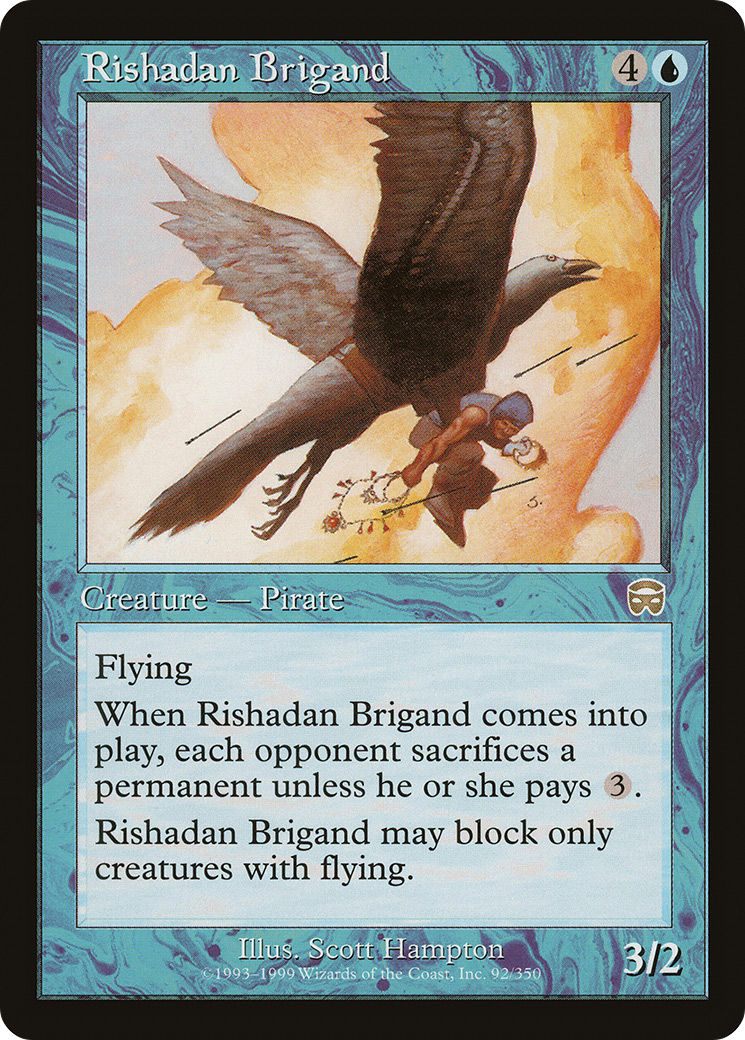 Rishadan Brigand 4
Creature — Pirate
Flying
When Rishadan Brigand comes into
play, each opponent sacrifices a
permanent unless he or she pays 3.
Rishadan Brigand may block only
creatures with flying.
Illus. Scott Hampton
©1993–1999 Wizards of the Coast, Inc. 92/350
3/2